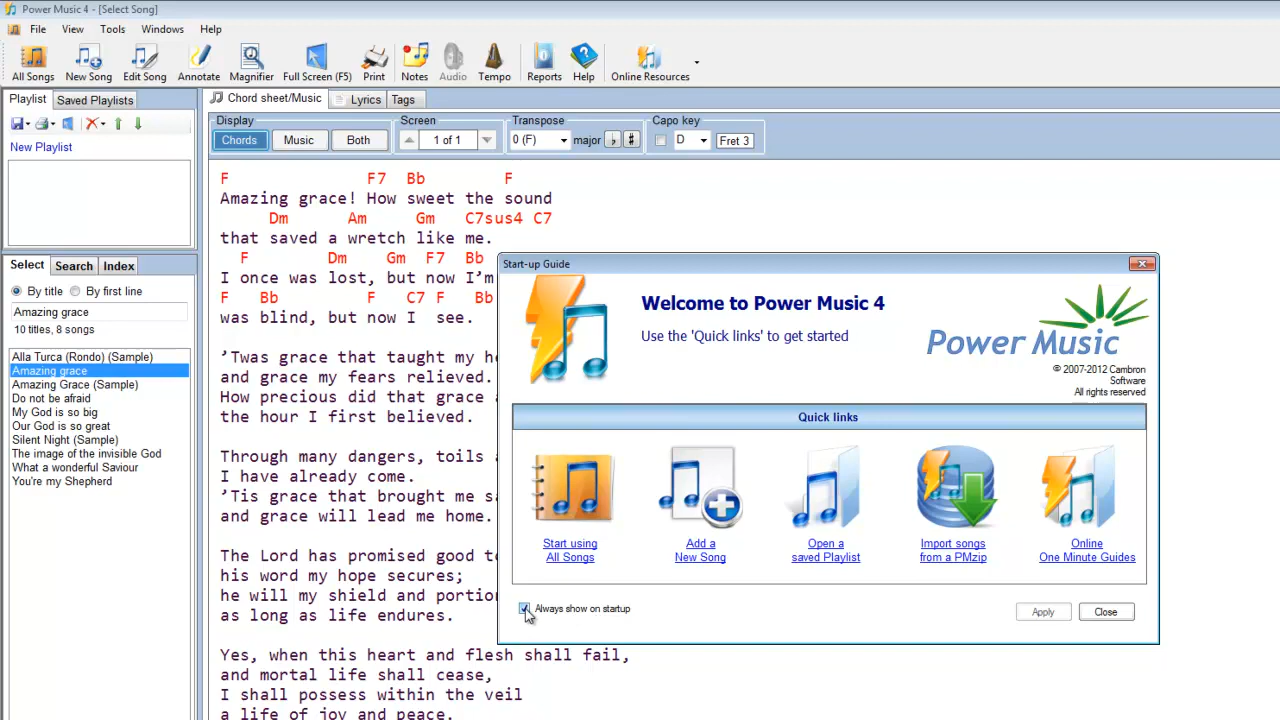 Power Music 4 - [Select Song]
File View Tools Windows Help
All Songs New Song Edit Song Annotate Magnifier Full Screen (F5) Print Notes Audio Tempo Reports Help Online Resources
Playlist Saved Playlists
New Playlist
Select Search Index
By title By first line
Amazing grace
10 titles, 8 songs
Alla Turca (Rondo) (Sample)
Amazing grace
Amazing Grace (Sample)
Do not be afraid
My God is so big
Our God is so great
Silent Night (Sample)
The image of the invisible God
What a wonderful Saviour
You're my Shepherd
Chord sheet/Music Lyrics Tags
Display Screen Transpose Capo key
Chords Music Both 1 of 1 0 (F) major ♭ ♯ D Fret 3
F F7 Bb F
Amazing grace! How sweet the sound
Dm Am Gm C7sus4 C7
that saved a wretch like me.
F Dm Gm F7 Bb
I once was lost, but now I'm
F Bb F C7 F Bb
was blind, but now I see.
'Twas grace that taught my he
and grace my fears relieved.
How precious did that grace a
the hour I first believed.
Through many dangers, toils a
I have already come.
'Tis grace that brought me sa
and grace will lead me home.
The Lord has promised good to
his word my hope secures;
he will my shield and portion
as long as life endures.
Yes, when this heart and flesh shall fail,
and mortal life shall cease,
I shall possess within the veil
a life of joy and peace.
Start-up Guide
Welcome to Power Music 4
Use the 'Quick links' to get started
Power Music
© 2007-2012 Cambron
Software
All rights reserved
Quick links
Start using
All Songs
Add a
New Song
Open a
saved Playlist
Import songs
from a PMzip
Online
One Minute Guides
Always show on startup
Apply Close